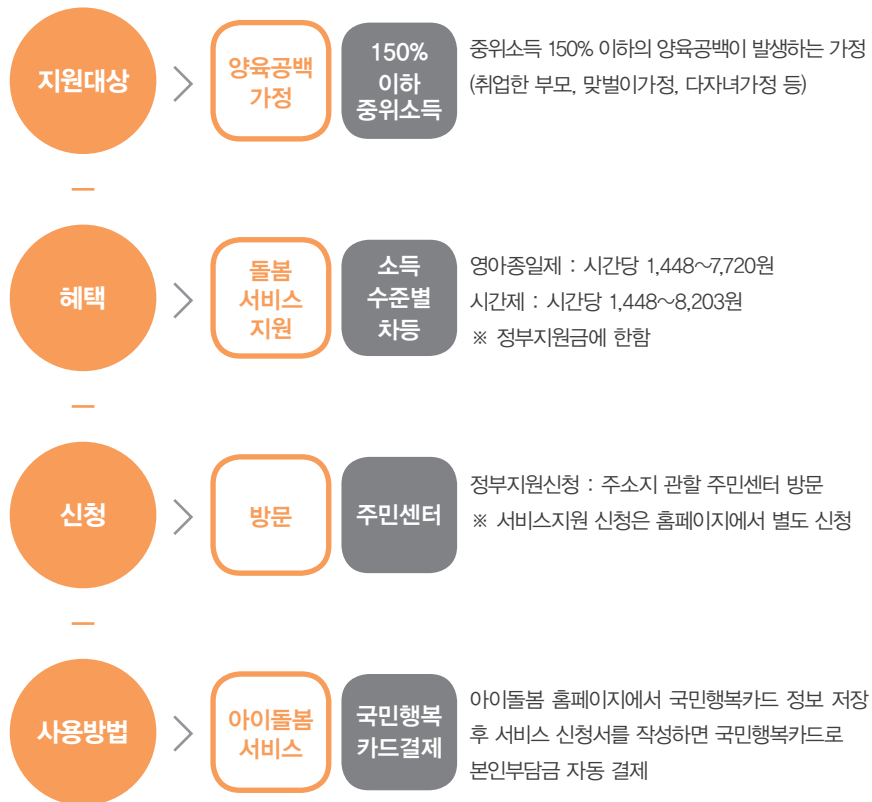 지원대상
양육공백
가정
150%
이하
중위소득
중위소득 150% 이하의 양육공백이 발생하는 가정
(취업한 부모, 맞벌이가정, 다자녀가정 등)
혜택
돌봄
서비스
지원
소득
수준별
차등
영아종일제 : 시간당 1,448~7,720원
시간제 : 시간당 1,448~8,203원
※ 정부지원금에 한함
신청
방문
주민센터
정부지원신청 : 주소지 관할 주민센터 방문
※ 서비스지원 신청은 홈페이지에서 별도 신청
사용방법
아이돌봄
서비스
국민행복
카드결제
아이돌봄 홈페이지에서 국민행복카드 정보 저장
후 서비스 신청서를 작성하면 국민행복카드로
본인부담금 자동 결제